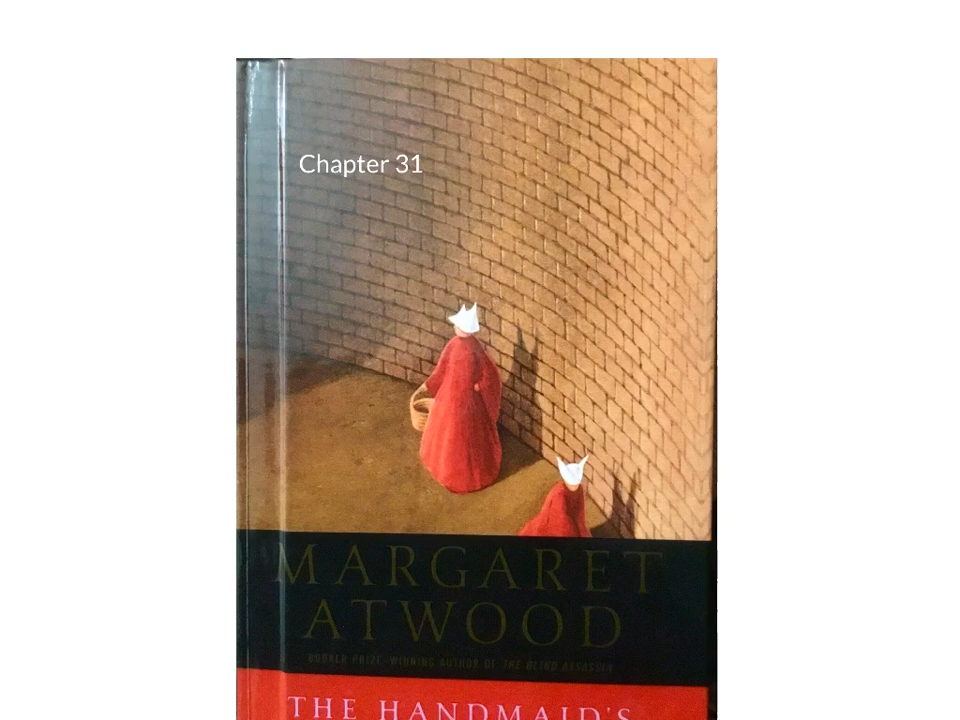 Chapter 31
MARGARET
ATWOOD
BOOKER PRIZE–WINNING AUTHOR OF THE BLIND ASSASSIN
THE HANDMAID'S